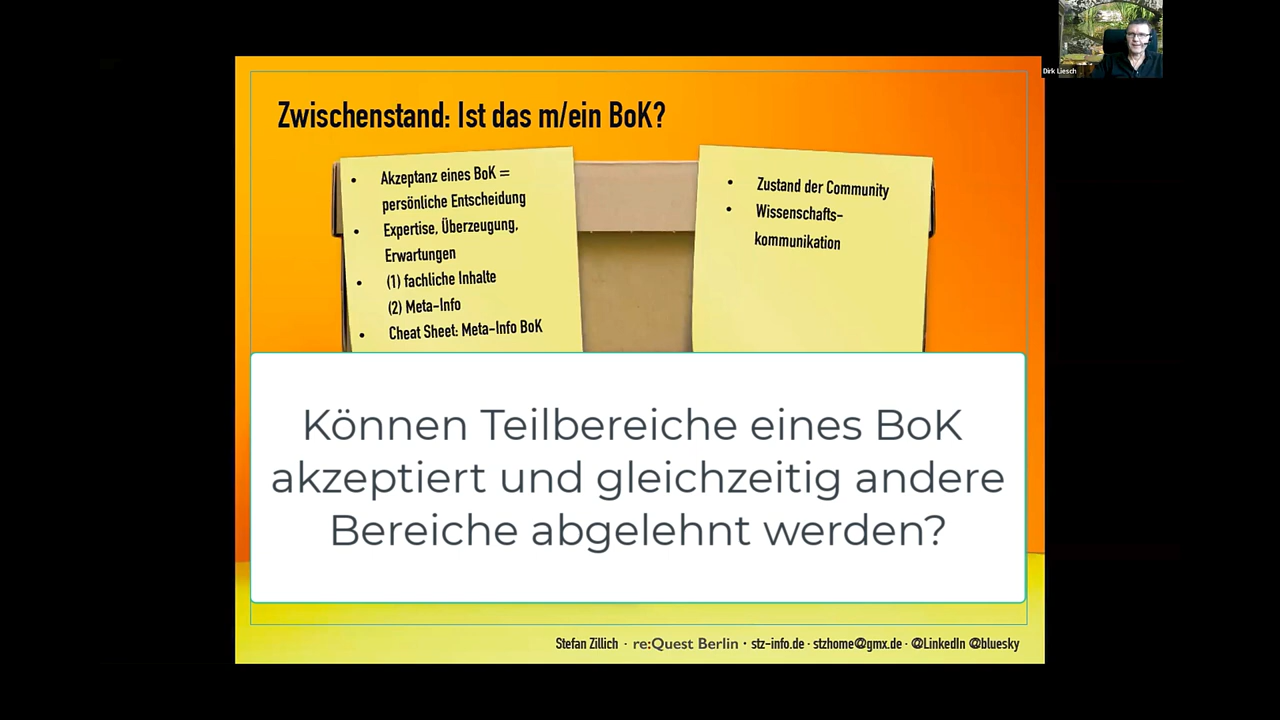 Dirk Liesch
Zwischenstand: Ist das m/ein BoK?
• Akzeptanz eines BoK =
persönliche Entscheidung
• Expertise, Überzeugung,
Erwartungen
• (1) fachliche Inhalte
(2) Meta-Info
• Cheat Sheet: Meta-Info BoK
• Zustand der Community
• Wissenschafts-
kommunikation
Können Teilbereiche eines BoK
akzeptiert und gleichzeitig andere
Bereiche abgelehnt werden?
Stefan Zillich · re:Quest Berlin · stz-info.de · stzhome@gmx.de · @LinkedIn @bluesky